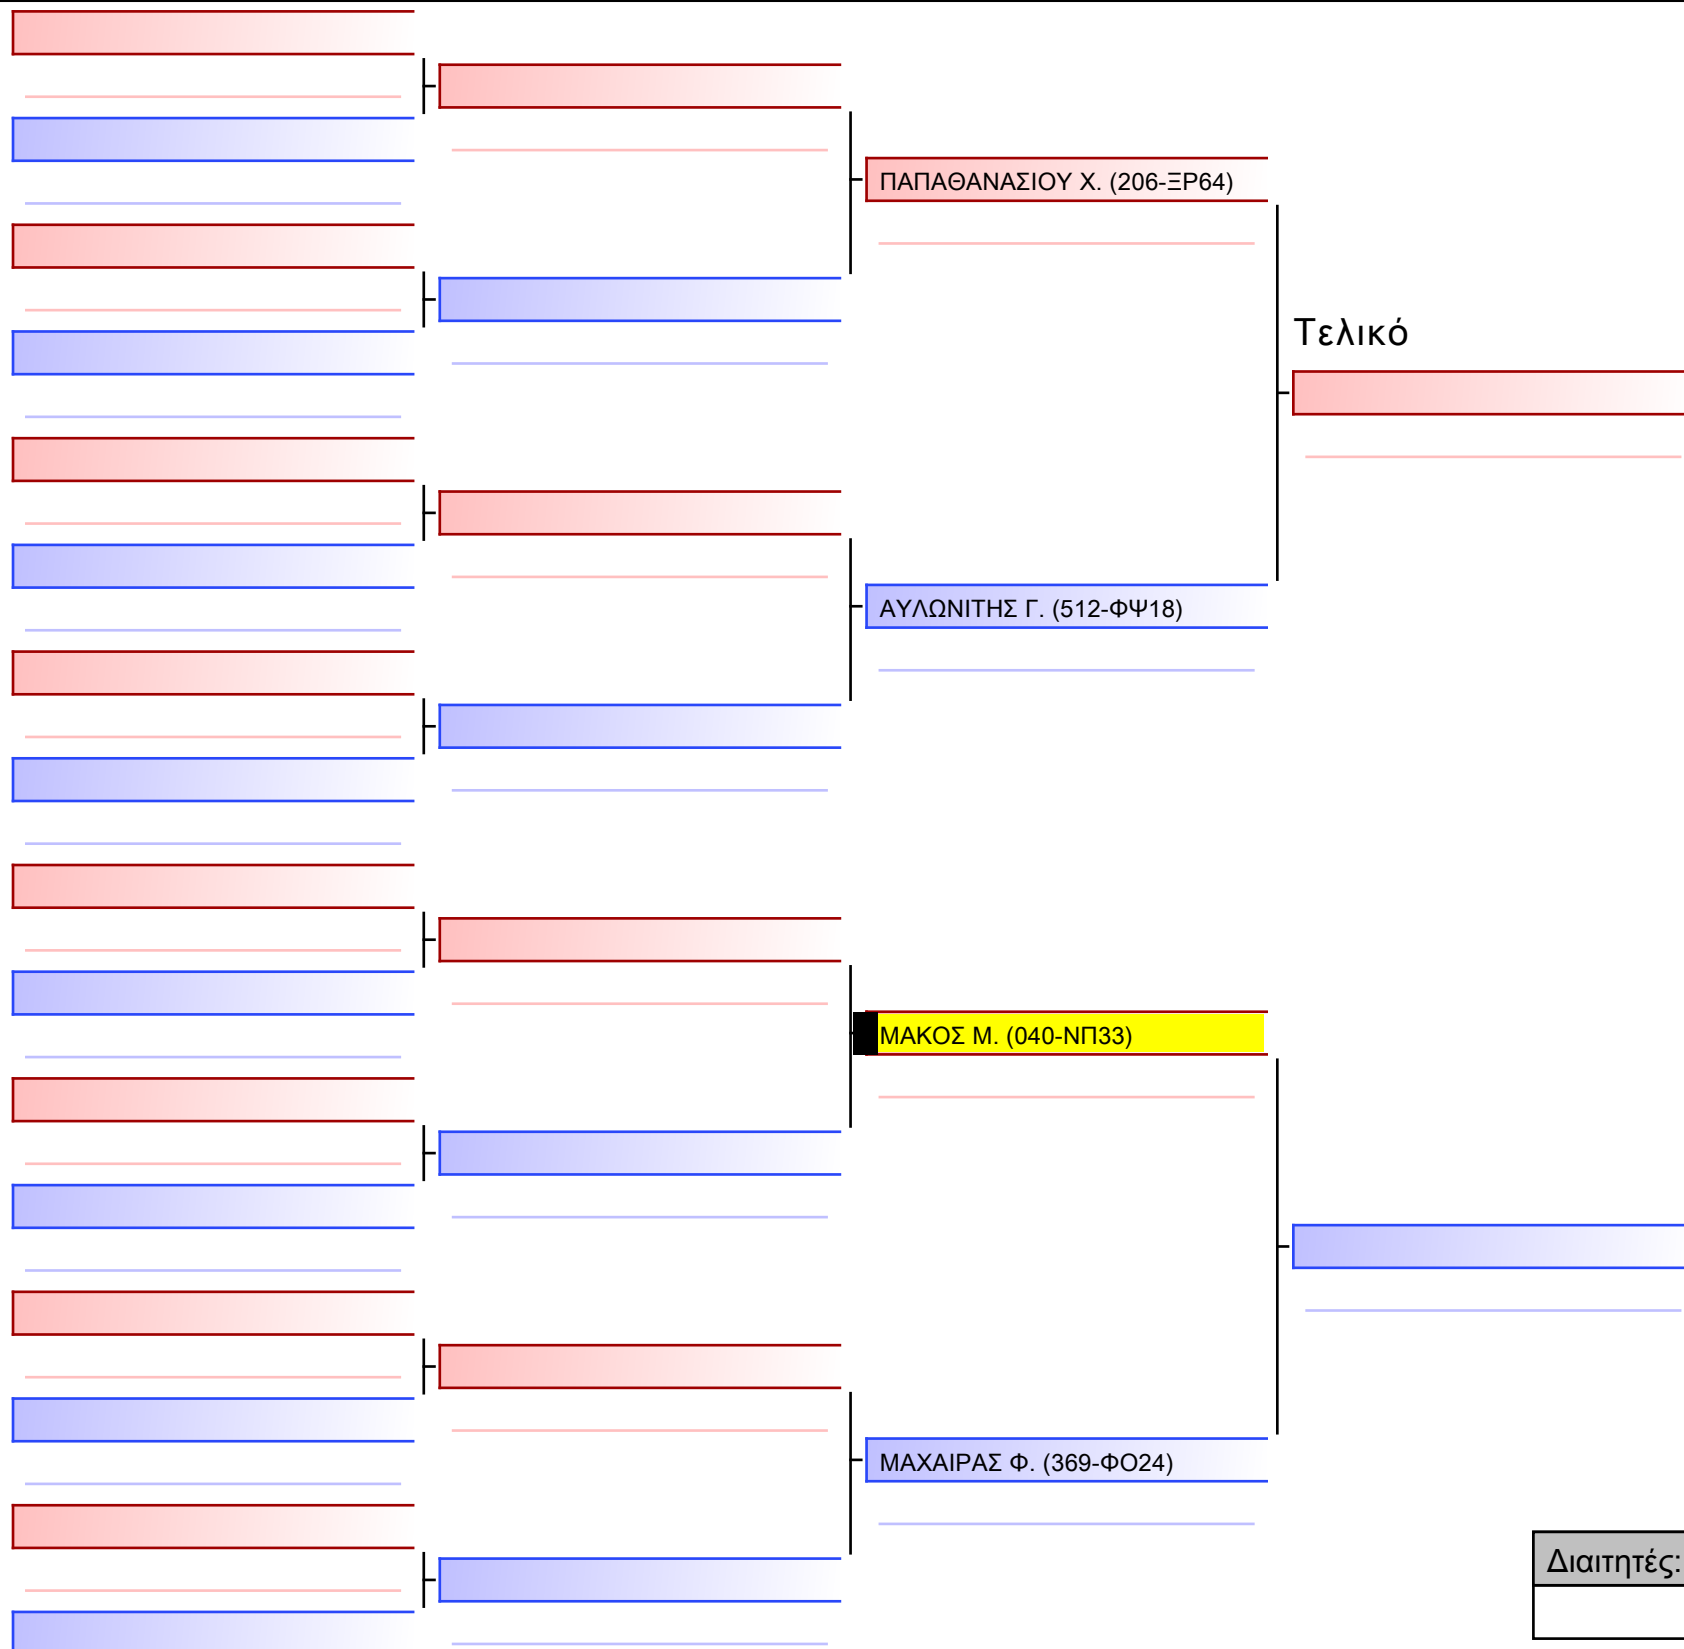 ΠΑΠΑΘΑΝΑΣΙΟΥ Χ. (206-ΞΡ64)
Τελικό
ΑΥΛΩΝΙΤΗΣ Γ. (512-ΦΨ18)
ΜΑΚΟΣ Μ. (040-ΝΠ33)
ΜΑΧΑΙΡΑΣ Φ. (369-ΦΟ24)
Διαιτητές: